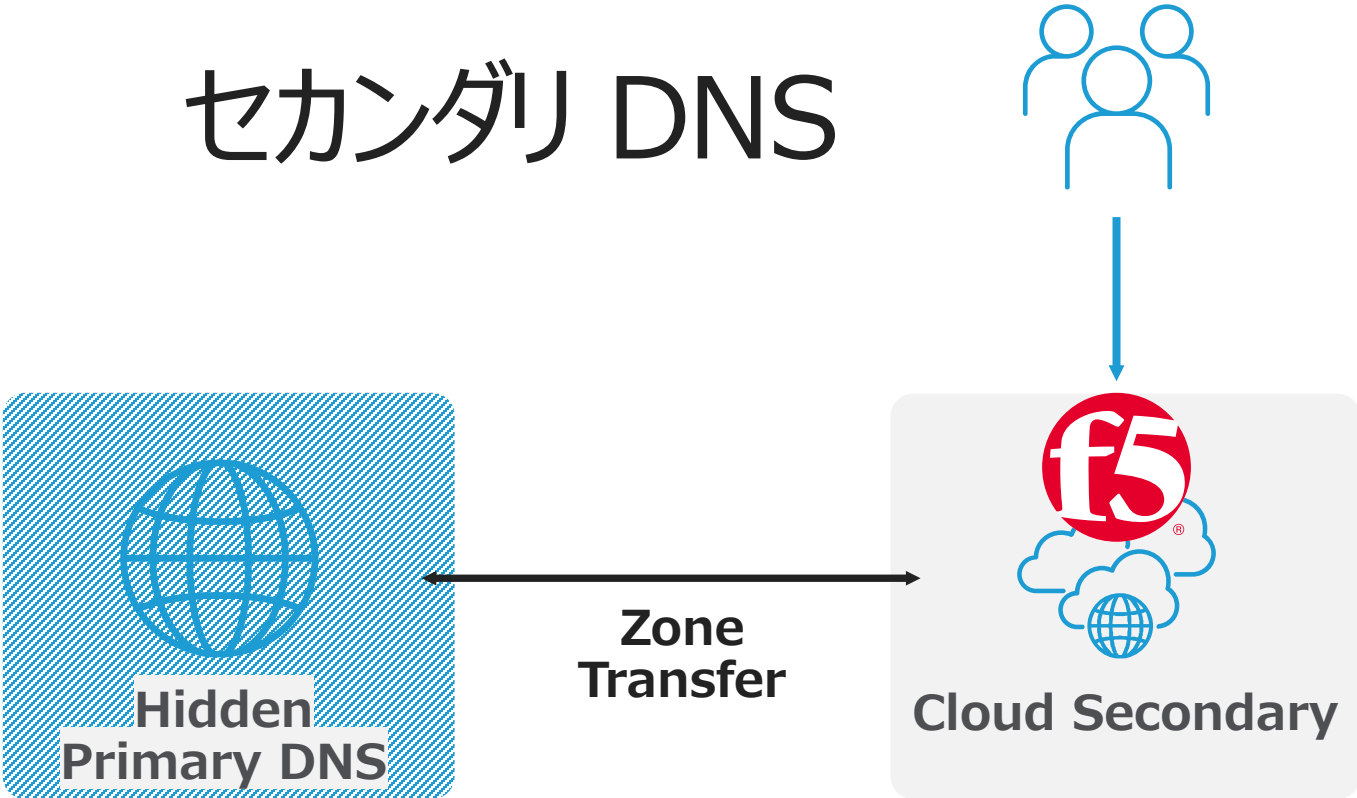 セカンダリ DNS
f5
®
Zone
Transfer
Hidden
Primary DNS
Cloud Secondary